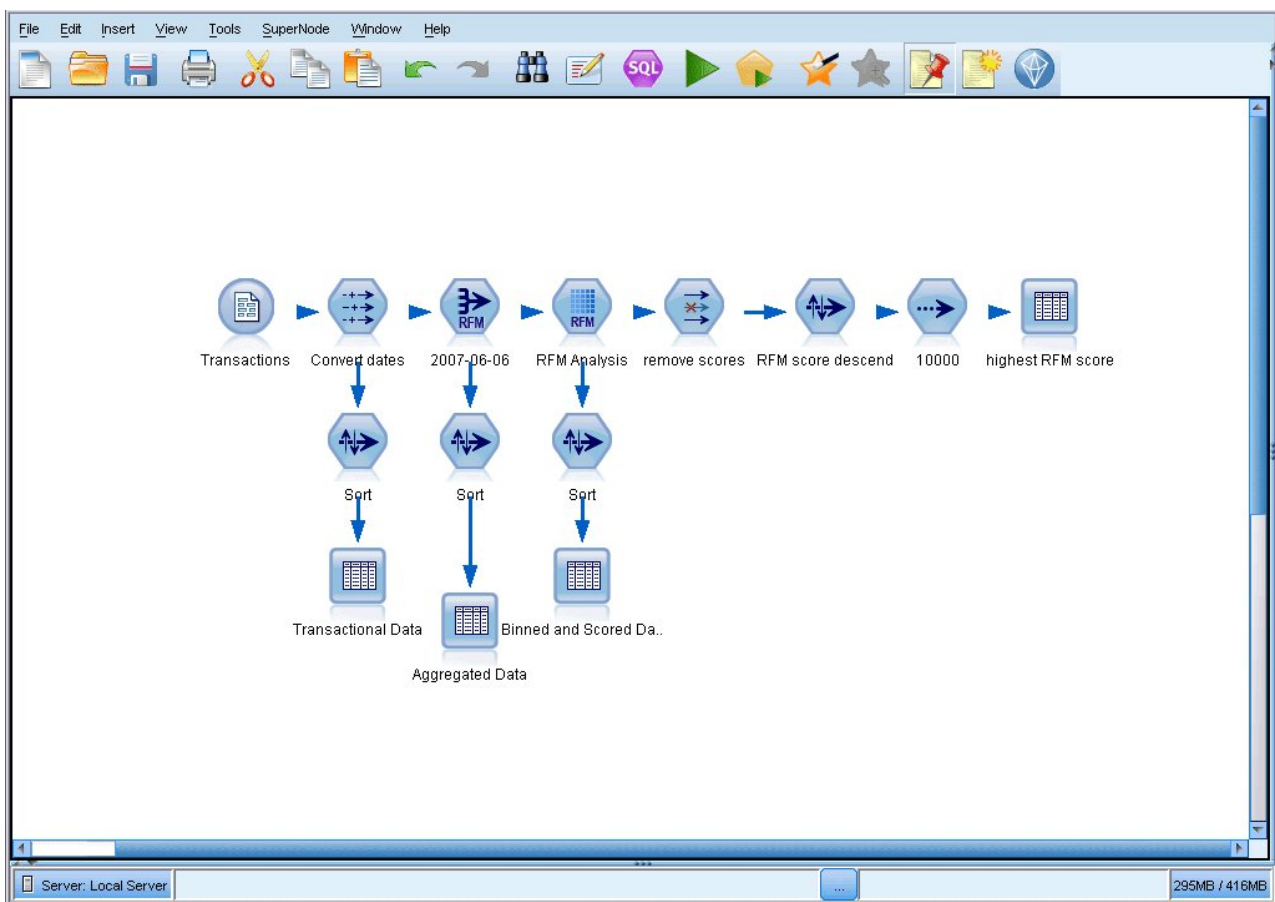 File Edit Insert View Tools SuperNode Window Help
SQL
RFM RFM
Transactions Convert dates 2007-06-06 RFM Analysis remove scores RFM score descend 10000 highest RFM score
Sort Sort Sort
Transactional Data Binned and Scored Da..
Aggregated Data
Server: Local Server ... 295MB / 416MB